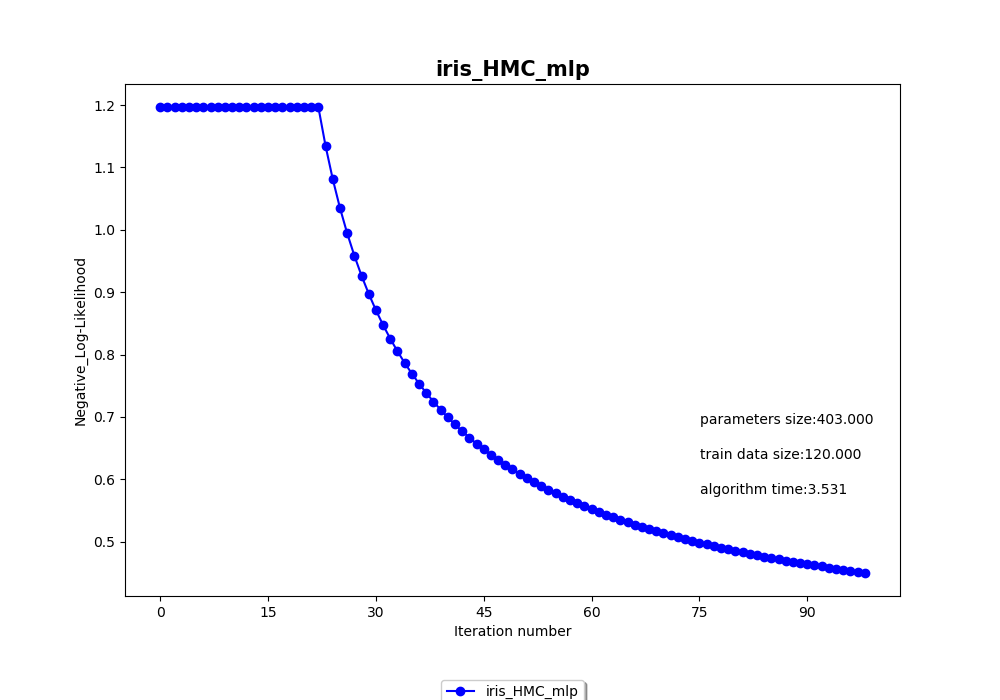 iris_HMC_mlp
1.2
1.1
1.0
0.9
0.8
0.7
0.6
0.5
Negative_Log-Likelihood
parameters size:403.000
train data size:120.000
algorithm time:3.531
0 15 30 45 60 75 90
Iteration number
iris_HMC_mlp